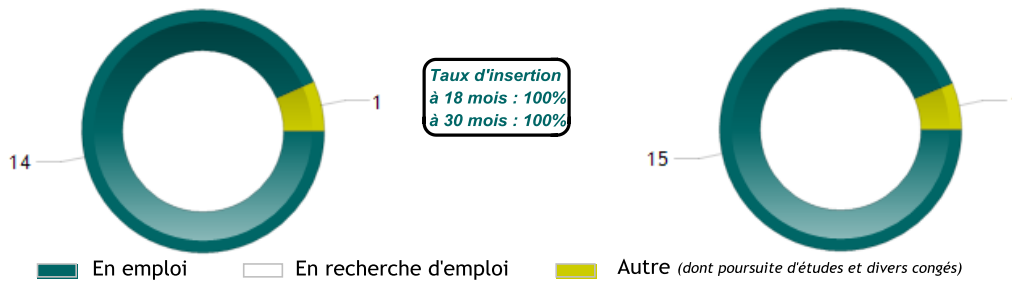 Taux d'insertion
à 18 mois : 100%
à 30 mois : 100%
1
14
15
En emploi
En recherche d'emploi
Autre (dont poursuite d'études et divers congés)